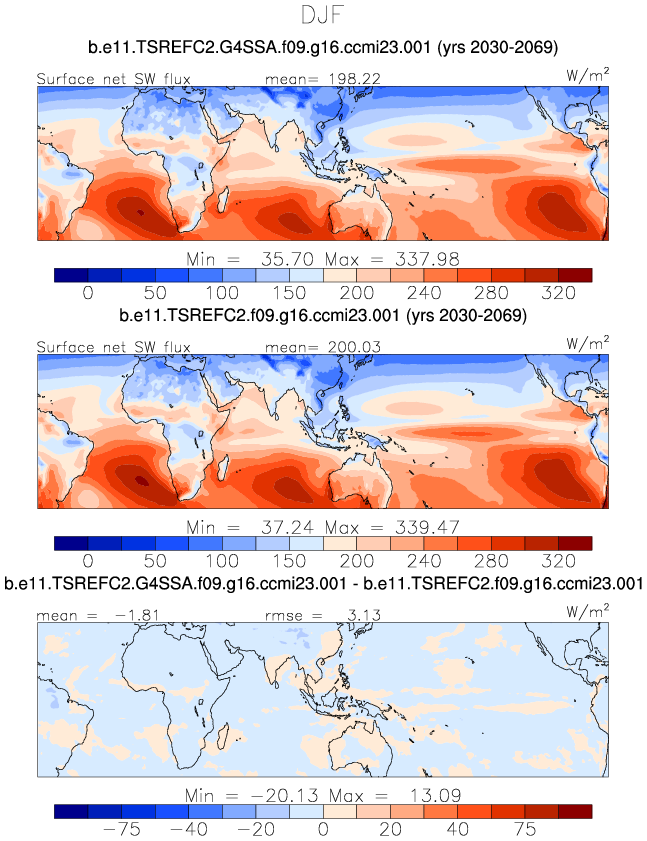 DJF
b.e11.TSREFC2.G4SSA.f09.g16.ccmi23.001 (yrs 2030-2069)
Surface net SW flux mean= 198.22 W/m²
Min = 35.70 Max = 337.98
0 50 100 150 200 240 280 320
b.e11.TSREFC2.f09.g16.ccmi23.001 (yrs 2030-2069)
Surface net SW flux mean= 200.03 W/m²
Min = 37.24 Max = 339.47
0 50 100 150 200 240 280 320
b.e11.TSREFC2.G4SSA.f09.g16.ccmi23.001 - b.e11.TSREFC2.f09.g16.ccmi23.001
mean = −1.81 rmse = 3.13 W/m²
Min = −20.13 Max = 13.09
−75 −40 −20 0 20 40 75